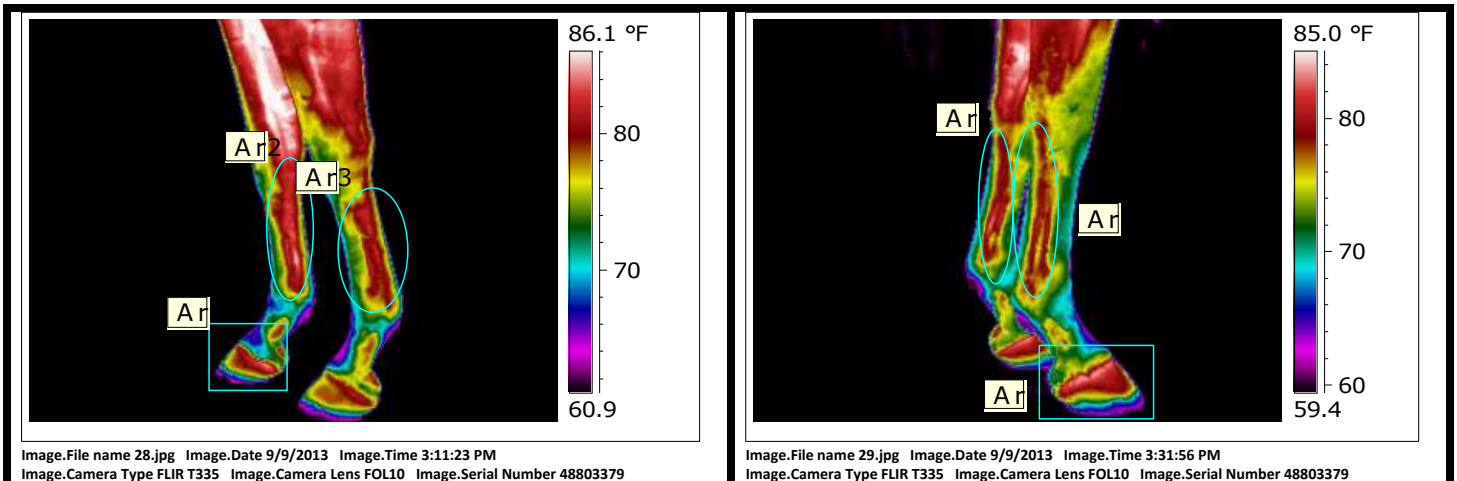 86.1 °F
80
70
60.9
Ar2
Ar3
Ar
Image.File name 28.jpg Image.Date 9/9/2013 Image.Time 3:11:23 PM
Image.Camera Type FLIR T335 Image.Camera Lens FOL10 Image.Serial Number 48803379
85.0 °F
80
70
60
59.4
Ar
Ar
Ar
Image.File name 29.jpg Image.Date 9/9/2013 Image.Time 3:31:56 PM
Image.Camera Type FLIR T335 Image.Camera Lens FOL10 Image.Serial Number 48803379